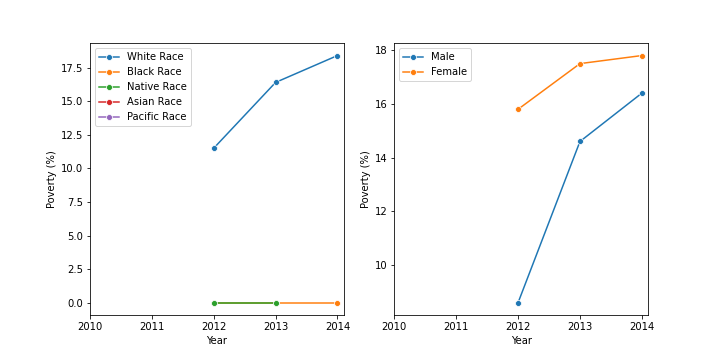 White Race
Black Race
Native Race
Asian Race
Pacific Race
Poverty (%)
17.5
15.0
12.5
10.0
7.5
5.0
2.5
0.0
2010 2011 2012 2013 2014
Year
Male
Female
Poverty (%)
18
16
14
12
10
2010 2011 2012 2013 2014
Year